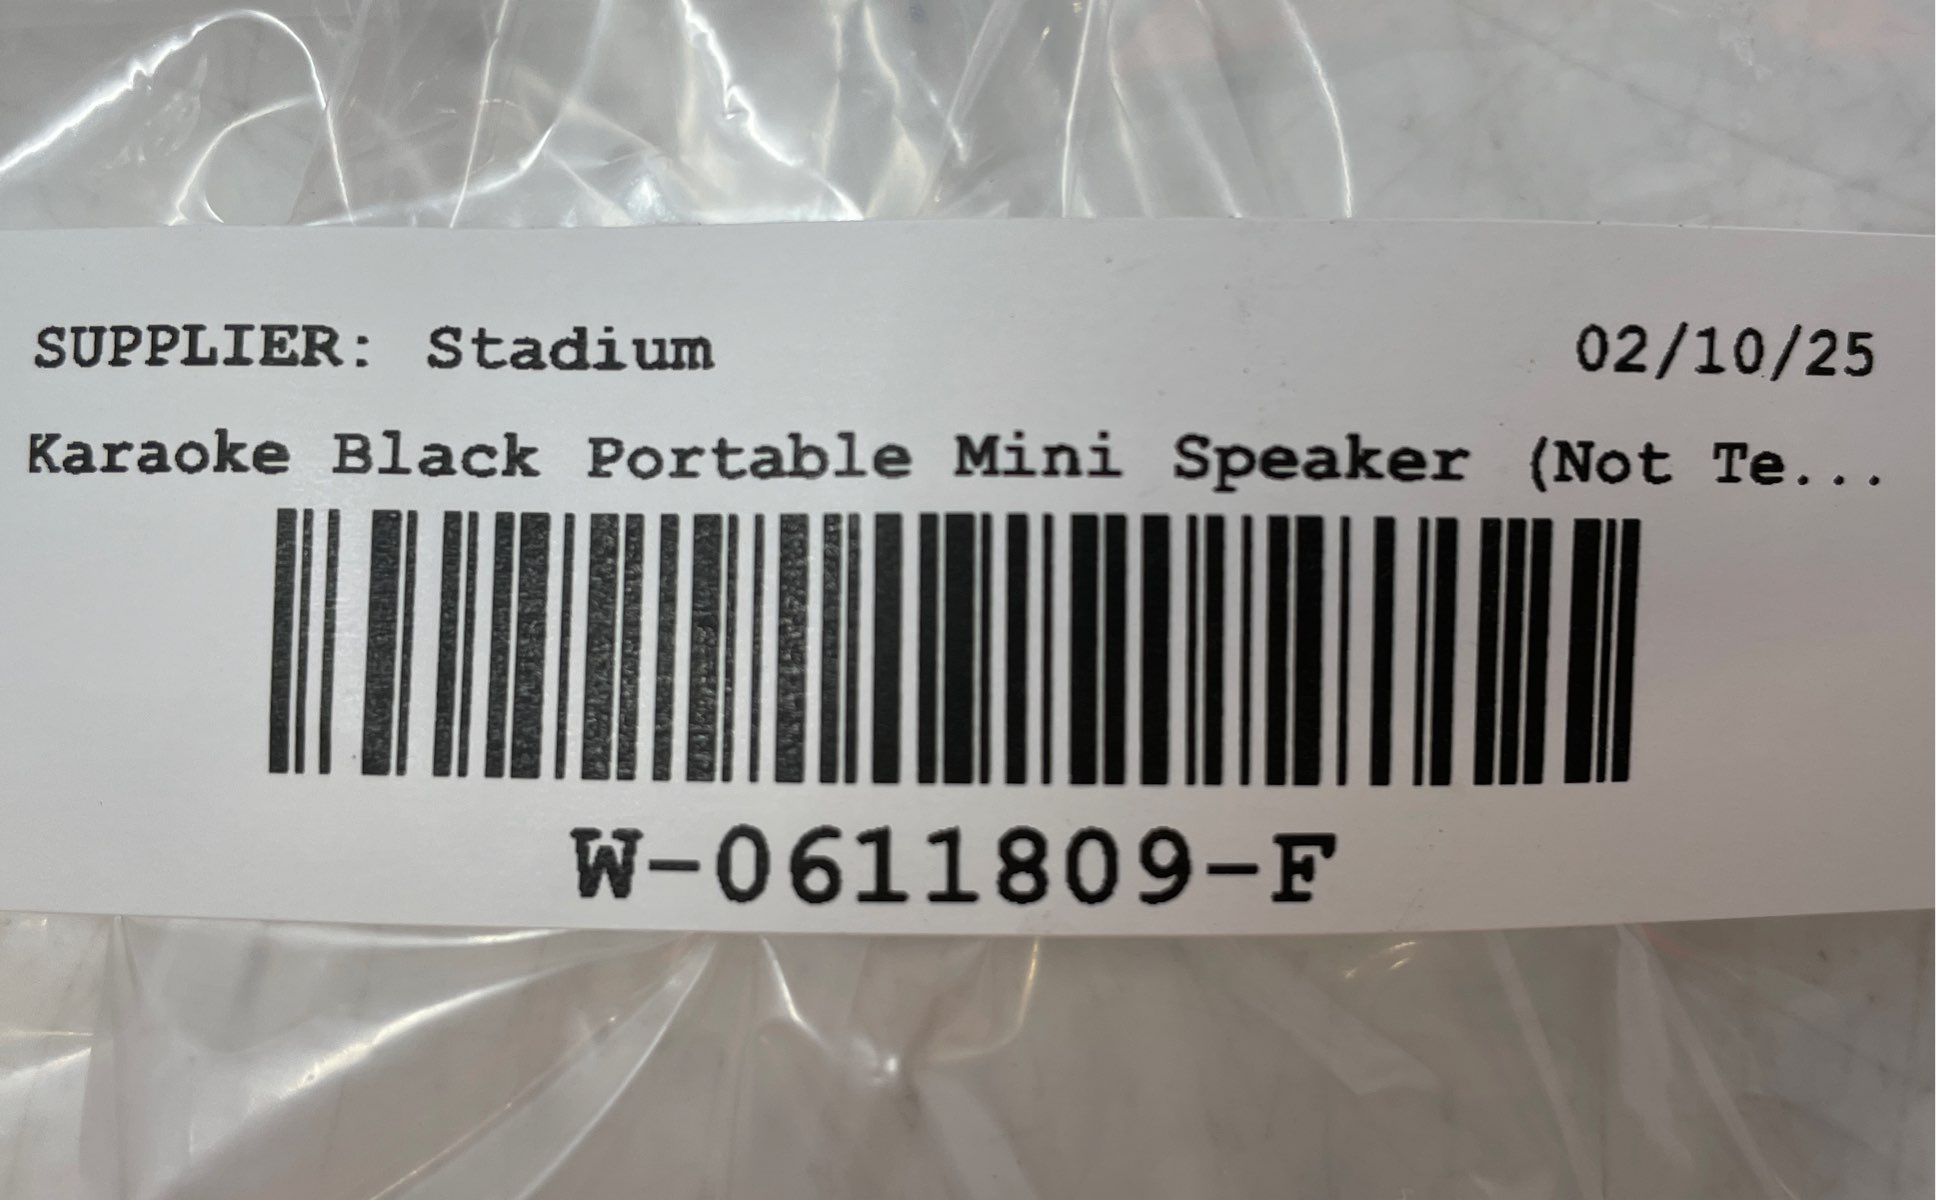 SUPPLIER: Stadium 02/10/25
Karaoke Black Portable Mini Speaker (Not Te...
W-0611809-F